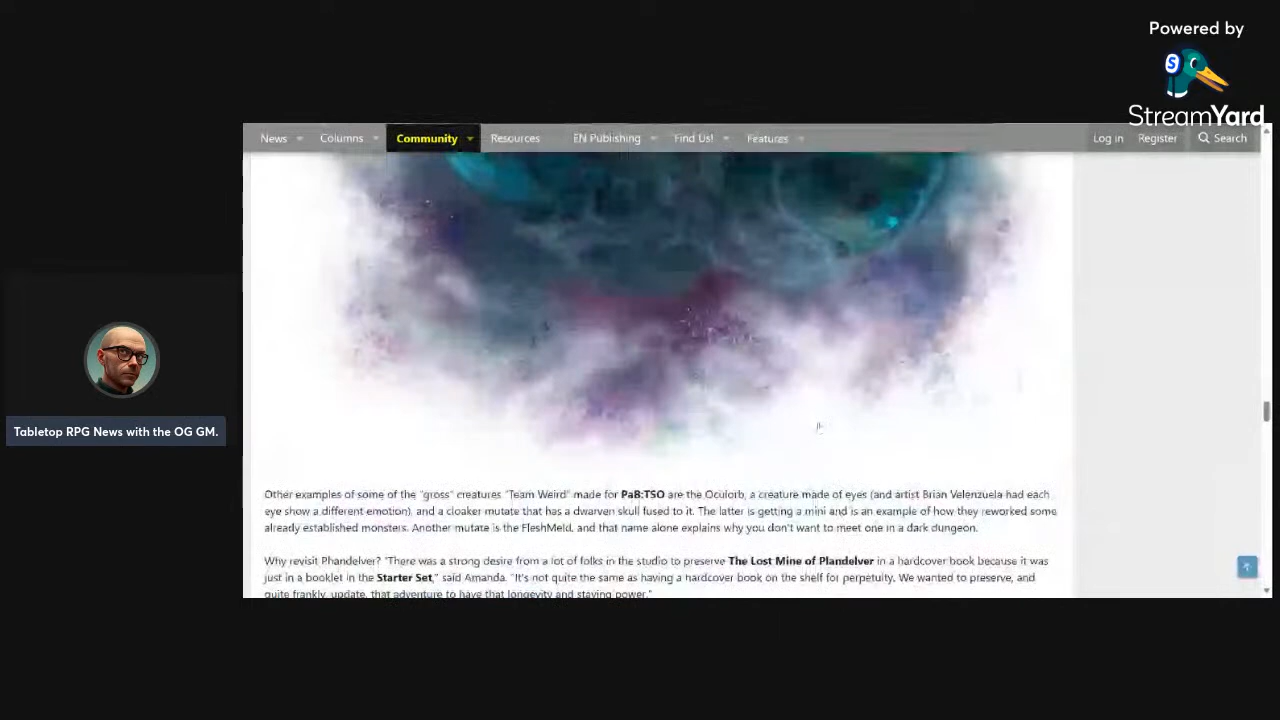 Powered by
S
StreamYard
News Columns Community Resources EN Publishing Find Us! Features Log in Register Search
Tabletop RPG News with the OG GM.
Other examples of some of the "gross" creatures "Team Weird" made for PaB:TSO are the Oculorb, a creature made of eyes (and artist Brian Velenzuela had each
eye show a different emotion), and a cloaker mutate that has a dwarven skull fused to it. The latter is getting a mini and is an example of how they reworked some
already established monsters. Another mutate is the FleshMeld, and that name alone explains why you don't want to meet one in a dark dungeon.
Why revisit Phandelver? "There was a strong desire from a lot of folks in the studio to preserve The Lost Mine of Plandelver in a hardcover book because it was
just in a booklet in the Starter Set," said Amanda. "It's not quite the same as having a hardcover book on the shelf for perpetuity. We wanted to preserve, and
quite frankly, update, that adventure to have that longevity and staying power."